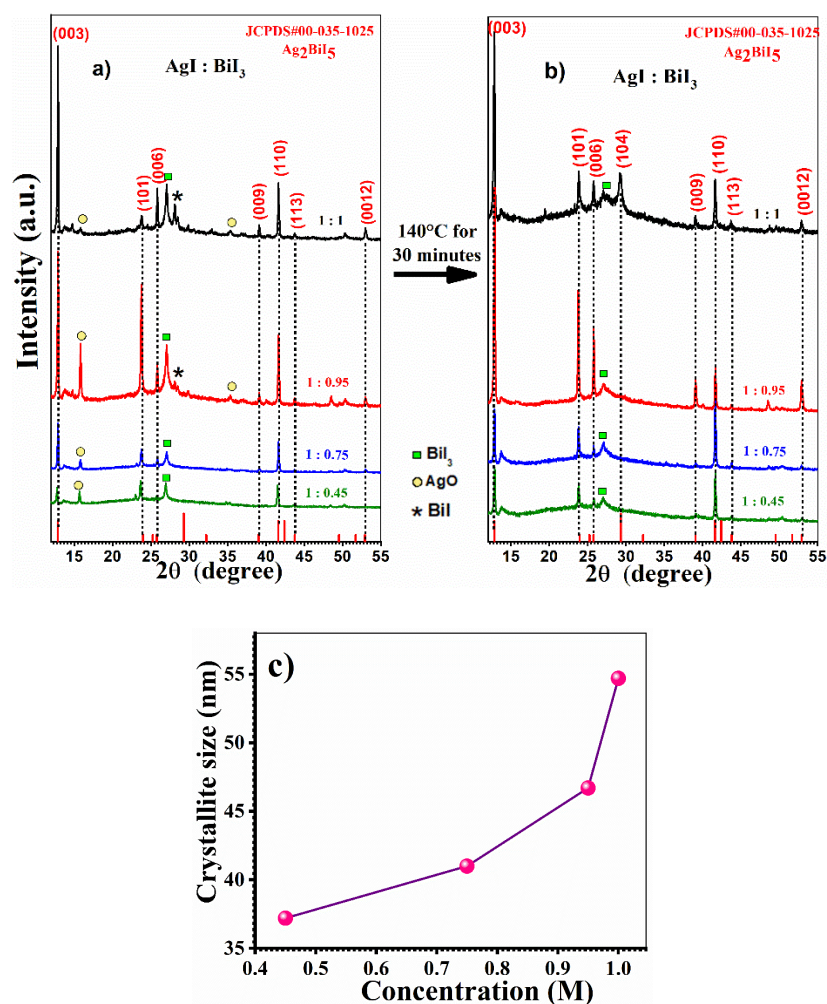 JCPDS#00-035-1025
Ag₂BiI₅
a)
AgI : BiI₃
(003)
(101)
(006)
(009)
(110)
(113)
(0012)
1 : 1
1 : 0.95
1 : 0.75
1 : 0.45
Intensity (a.u.)
15 20 25 30 35 40 45 50 55
2θ (degree)
140°C for
30 minutes
BiI₃
AgO
BiI
JCPDS#00-035-1025
Ag₂BiI₅
b)
AgI : BiI₃
(003)
(101)
(006)
(104)
(009)
(110)
(113)
(0012)
1 : 1
1 : 0.95
1 : 0.75
1 : 0.45
15 20 25 30 35 40 45 50 55
2θ (degree)
c)
Crystallite size (nm)
55
50
45
40
35
0.4 0.5 0.6 0.7 0.8 0.9 1.0
Concentration (M)